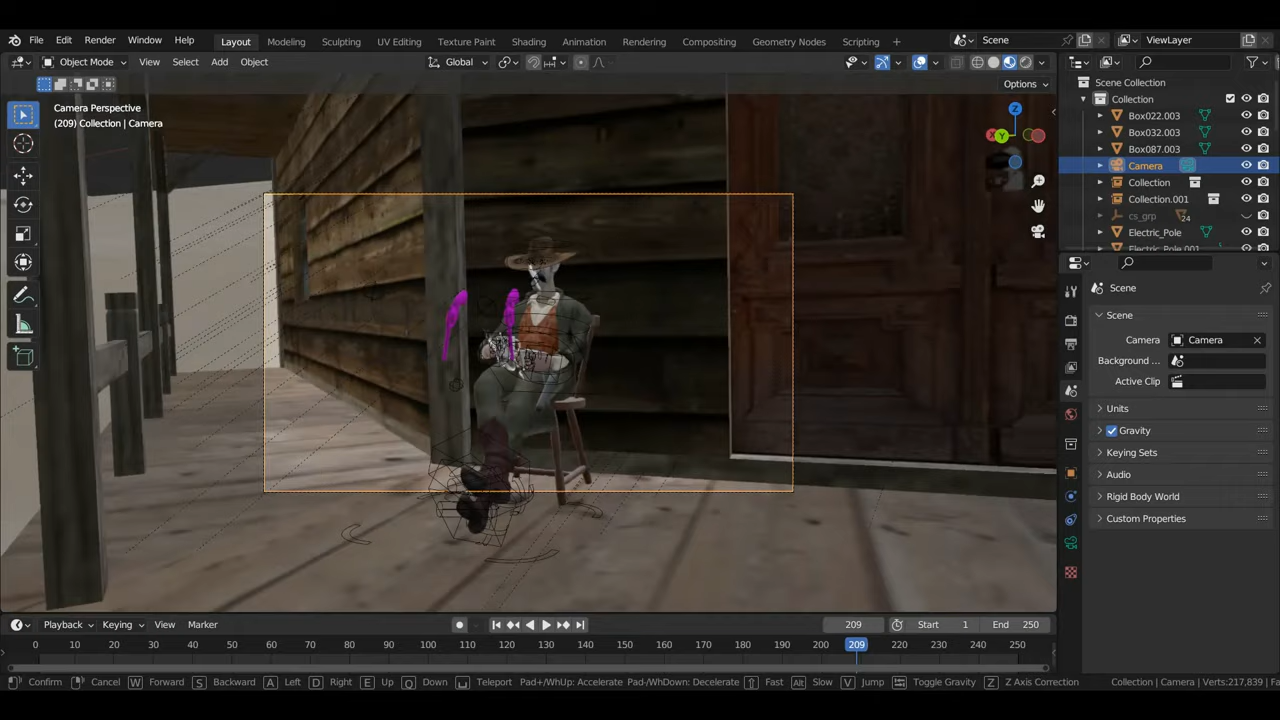 File Edit Render Window Help Layout Modeling Sculpting UV Editing Texture Paint Shading Animation Rendering Compositing Geometry Nodes Scripting + Scene ViewLayer
Object Mode View Select Add Object Global
Options
Camera Perspective
(209) Collection | Camera
Z
X
Y
Scene Collection
Collection
Box022.003
Box032.003
Box087.003
Camera
Collection
Collection.001
cs_grp 24
Electric_Pole
Electric_Pole.001
Scene
Scene
Camera Camera
Background ...
Active Clip
Units
Gravity
Keying Sets
Audio
Rigid Body World
Custom Properties
Playback Keying View Marker 209 Start 1 End 250
0 10 20 30 40 50 60 70 80 90 100 110 120 130 140 150 160 170 180 190 200 209 220 230 240 250
Confirm Cancel W Forward S Backward A Left D Right E Up Q Down Teleport Pad+/WhUp: Accelerate Pad-/WhDown: Decelerate Fast Alt Slow V Jump Toggle Gravity Z Z Axis Correction Collection | Camera | Verts:217,839 | Fa